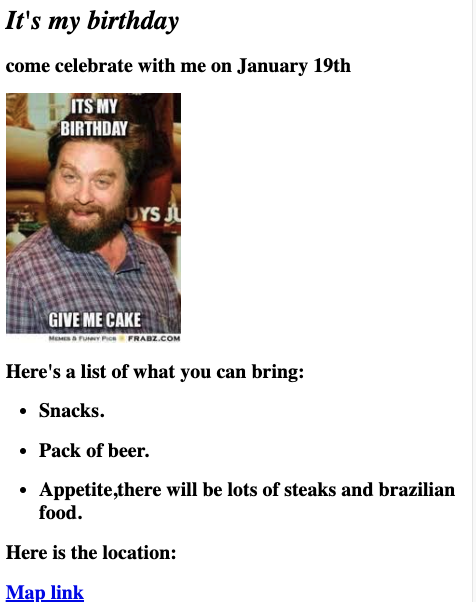 It's my birthday
come celebrate with me on January 19th
ITS MY
BIRTHDAY
UYS JU
GIVE ME CAKE
MEMES & FUNNY PICS FRABZ.COM
Here's a list of what you can bring:
• Snacks.
• Pack of beer.
• Appetite,there will be lots of steaks and brazilian
food.
Here is the location:
Map link